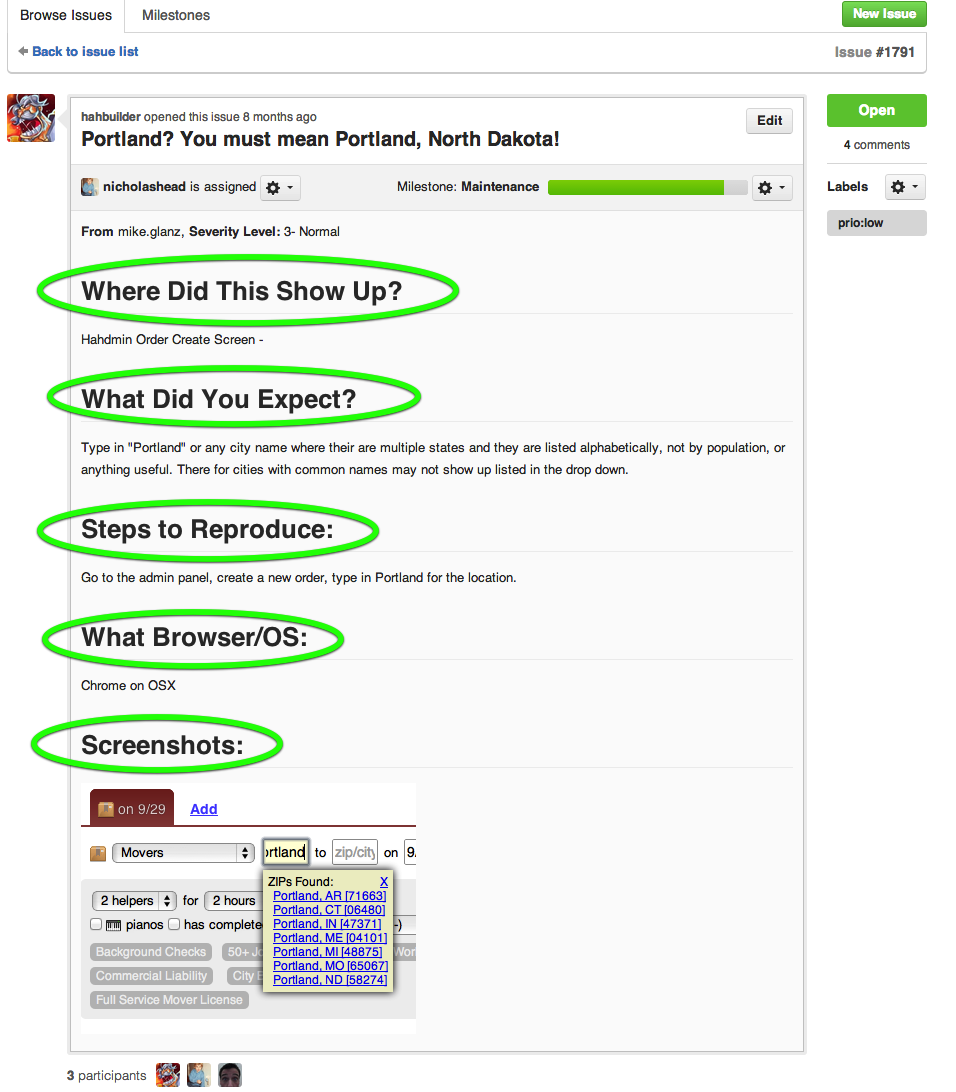 Browse Issues Milestones New Issue
Back to issue list Issue #1791
hahbuilder opened this issue 8 months ago
Portland? You must mean Portland, North Dakota!
Edit
Open
4 comments
nicholashead is assigned Milestone: Maintenance
Labels
prio:low
From mike.glanz, Severity Level: 3- Normal
Where Did This Show Up?
Hahdmin Order Create Screen -
What Did You Expect?
Type in "Portland" or any city name where their are multiple states and they are listed alphabetically, not by population, or
anything useful. There for cities with common names may not show up listed in the drop down.
Steps to Reproduce:
Go to the admin panel, create a new order, type in Portland for the location.
What Browser/OS:
Chrome on OSX
Screenshots:
on 9/29 Add
Movers ortland to zip/city on 9.
ZIPs Found: X
Portland, AR [71663]
Portland, CT [06480]
Portland, IN [47371]
Portland, ME [04101]
Portland, MI [48875]
Portland, MO [65067]
Portland, ND [58274]
2 helpers for 2 hours
pianos has complete -)
Background Checks 50+ Jo Wor
Commercial Liability City
Full Service Mover License
3 participants